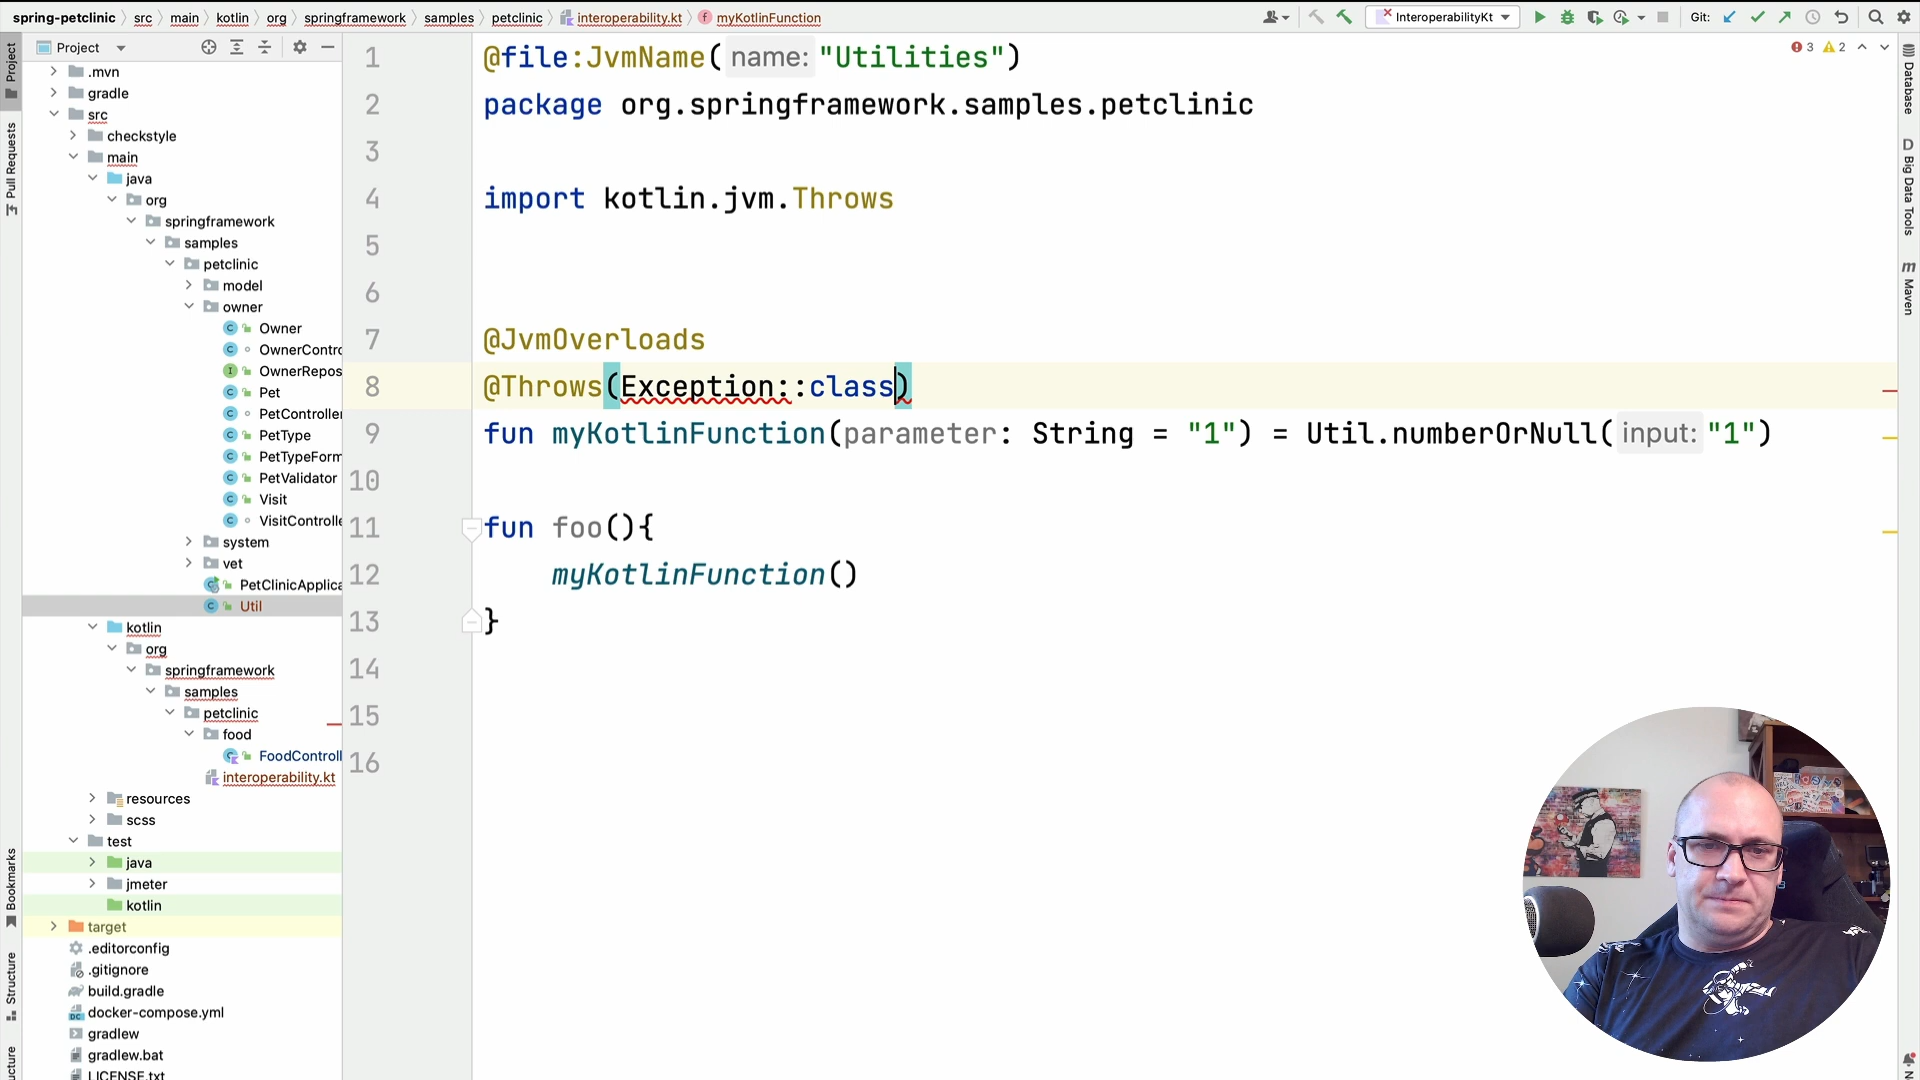 spring-petclinic
src
main
kotlin
org
springframework
samples
petclinic
interoperability.kt
myKotlinFunction
InteroperabilityKt
Git:
Project
Project
Pull Requests
Bookmarks
Structure
.mvn
gradle
src
checkstyle
main
java
org
springframework
samples
petclinic
model
owner
Owner
OwnerContro
OwnerRepos
Pet
PetController
PetType
PetTypeForm
PetValidator
Visit
VisitControlle
system
vet
PetClinicApplica
Util
kotlin
org
springframework
samples
petclinic
food
FoodControll
interoperability.kt
resources
scss
test
java
jmeter
kotlin
target
.editorconfig
.gitignore
build.gradle
docker-compose.yml
gradlew
gradlew.bat
LICENSE.txt
1 @file:JvmName( name: "Utilities")
2 package org.springframework.samples.petclinic
3
4 import kotlin.jvm.Throws
5
6
7 @JvmOverloads
8 @Throws(Exception::class)
9 fun myKotlinFunction(parameter: String = "1") = Util.numberOrNull( input: "1")
10
11 fun foo(){
12 myKotlinFunction()
13 }
14
15
16
3 2
Database
D Big Data Tools
m Maven